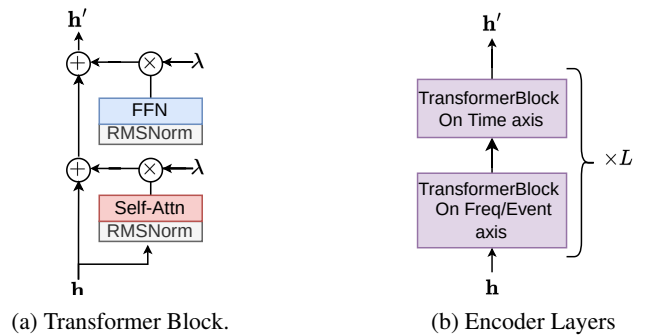 h′
λ
FFN
RMSNorm
λ
Self-Attn
RMSNorm
h
(a) Transformer Block.
h′
TransformerBlock
On Time axis
×L
TransformerBlock
On Freq/Event
axis
h
(b) Encoder Layers